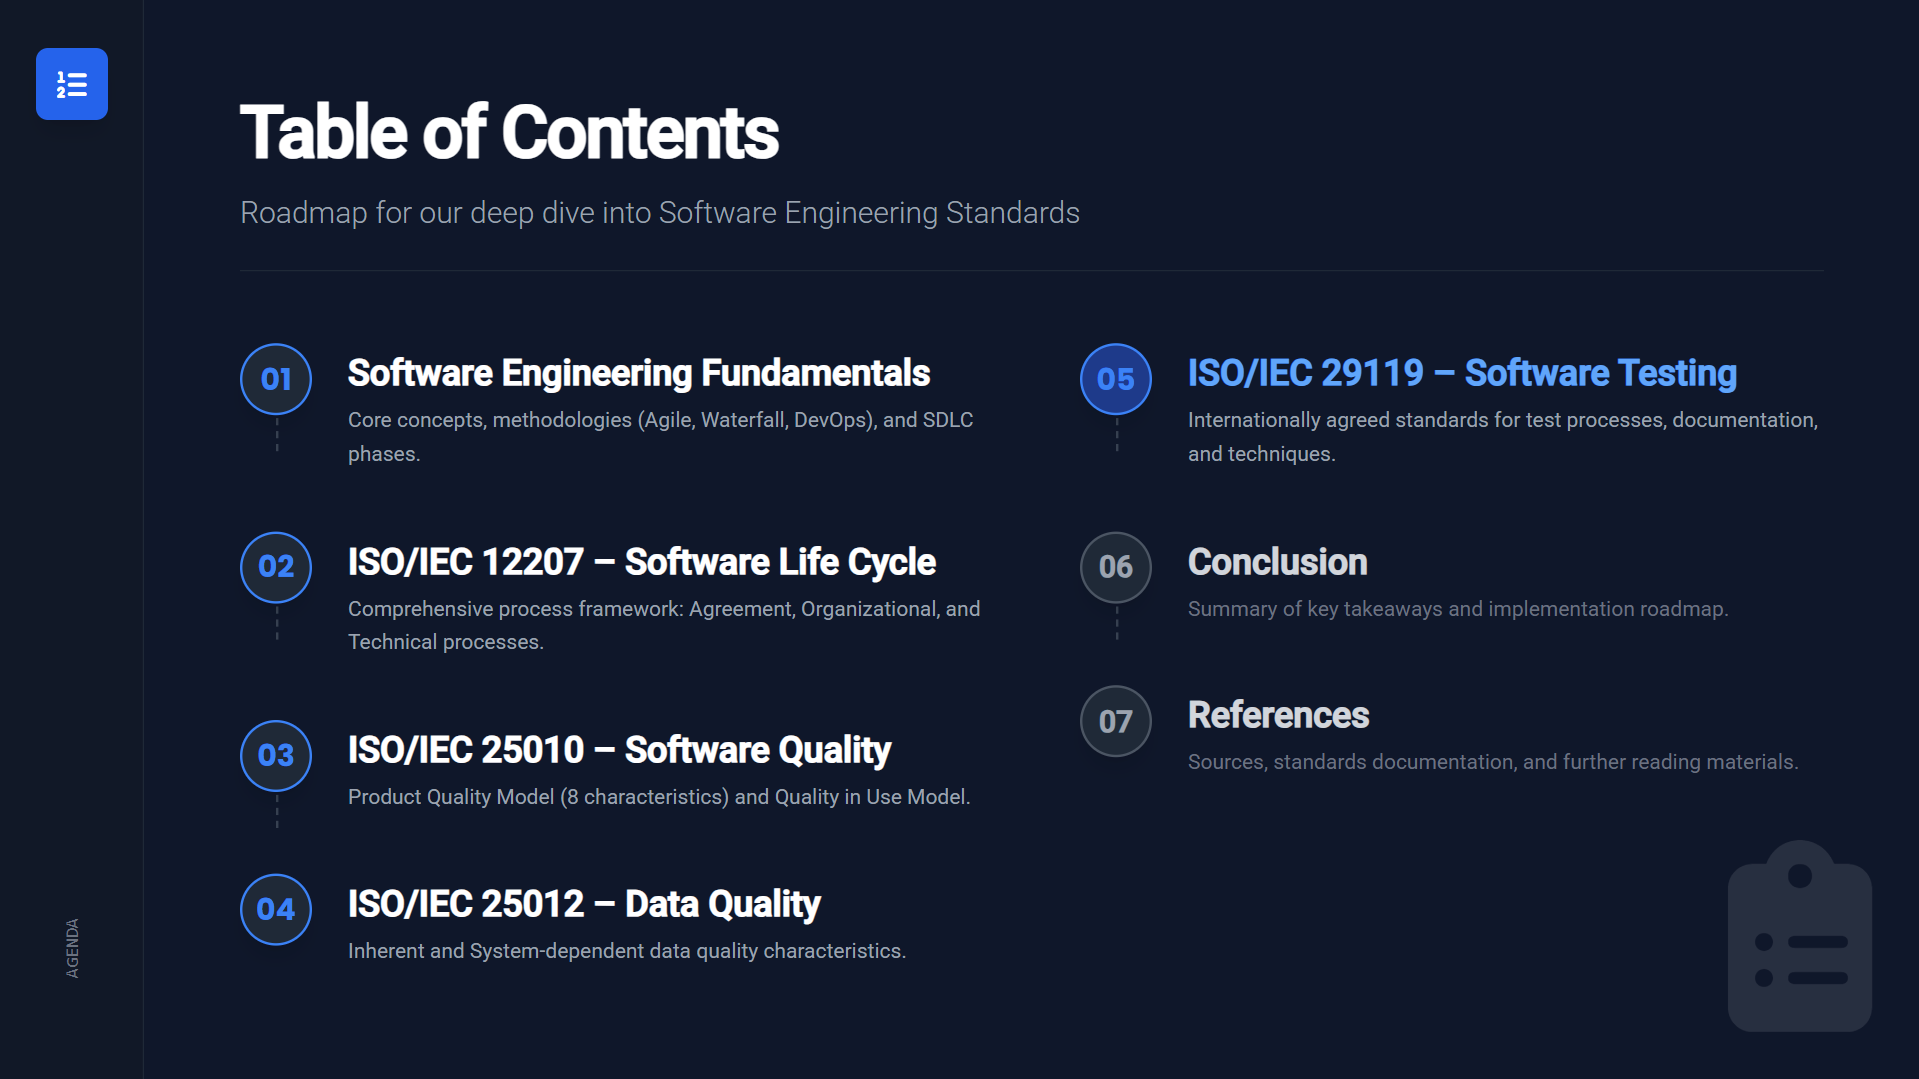 1
2
Table of Contents
Roadmap for our deep dive into Software Engineering Standards
01
Software Engineering Fundamentals
Core concepts, methodologies (Agile, Waterfall, DevOps), and SDLC
phases.
02
ISO/IEC 12207 – Software Life Cycle
Comprehensive process framework: Agreement, Organizational, and
Technical processes.
03
ISO/IEC 25010 – Software Quality
Product Quality Model (8 characteristics) and Quality in Use Model.
04
ISO/IEC 25012 – Data Quality
Inherent and System-dependent data quality characteristics.
05
ISO/IEC 29119 – Software Testing
Internationally agreed standards for test processes, documentation,
and techniques.
06
Conclusion
Summary of key takeaways and implementation roadmap.
07
References
Sources, standards documentation, and further reading materials.
AGENDA